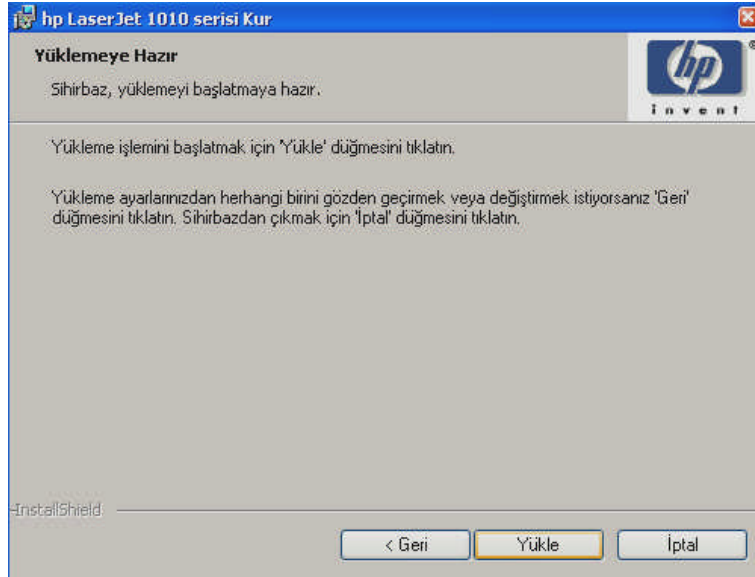 hp LaserJet 1010 serisi Kur
Yüklemeye Hazır
Sihirbaz, yüklemeyi başlatmaya hazır.
hp
®
invent
Yükleme işlemini başlatmak için 'Yükle' düğmesini tıklatın.
Yükleme ayarlarınızdan herhangi birini gözden geçirmek veya değiştirmek istiyorsanız 'Geri'
düğmesini tıklatın. Sihirbazdan çıkmak için 'İptal' düğmesini tıklatın.
InstallShield
< Geri
Yükle
İptal